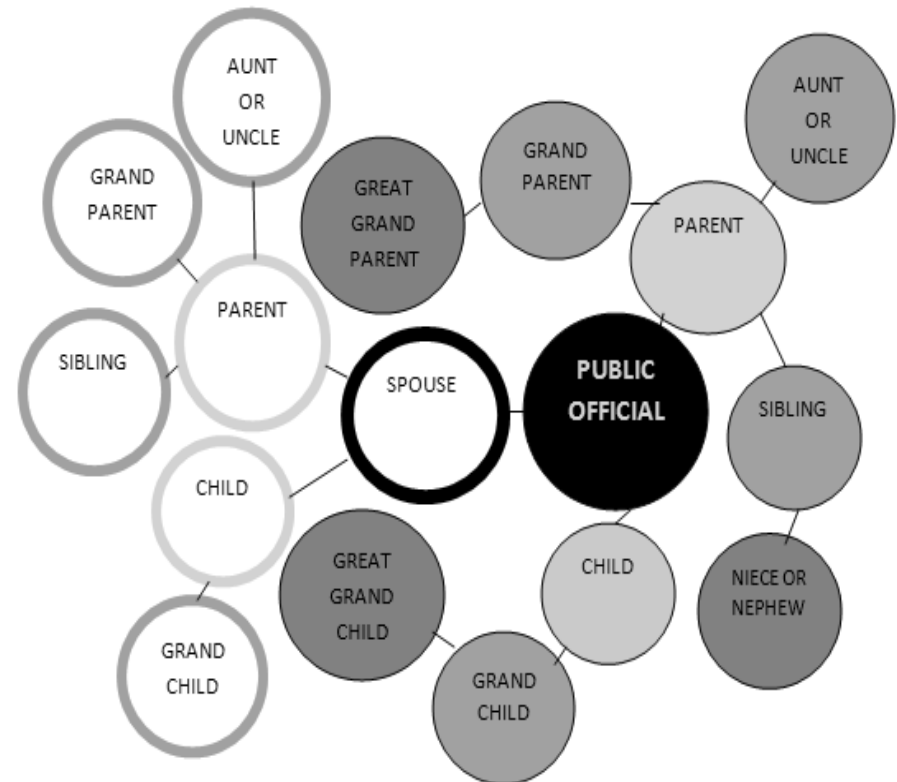 AUNT
OR
UNCLE
GRAND
PARENT
SIBLING
PARENT
CHILD
GRAND
CHILD
SPOUSE
GREAT
GRAND
PARENT
GRAND
PARENT
PARENT
AUNT
OR
UNCLE
PUBLIC
OFFICIAL
SIBLING
NIECE OR
NEPHEW
CHILD
GRAND
CHILD
GREAT
GRAND
CHILD